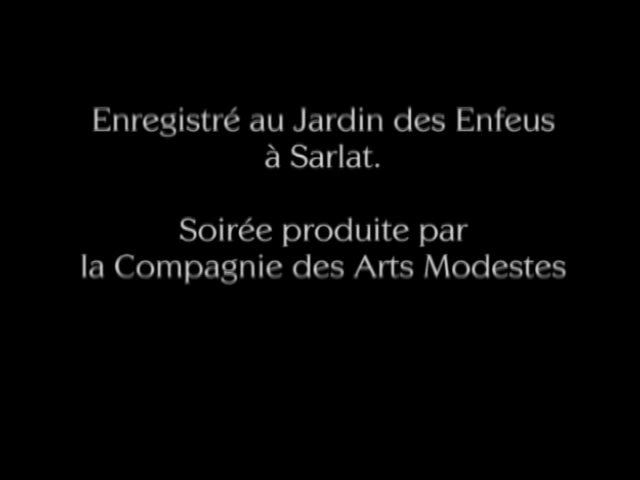 Enregistré au Jardin des Enfeus
à Sarlat.
Soirée produite par
la Compagnie des Arts Modestes